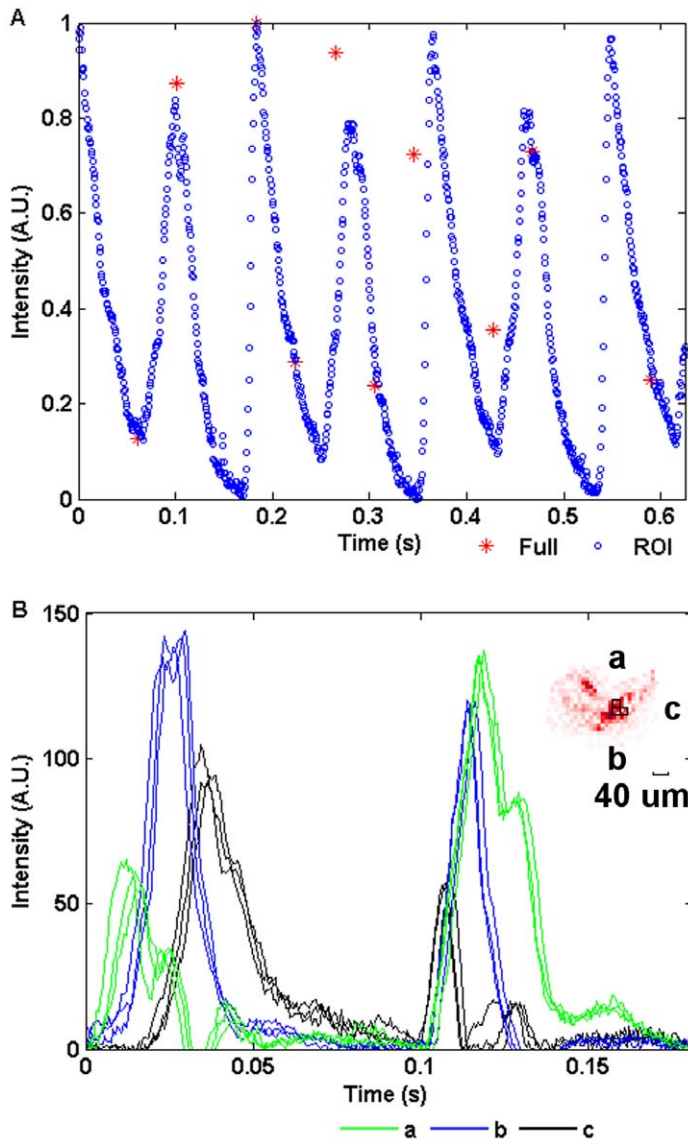 A
Intensity (A.U.)
1
0.8
0.6
0.4
0.2
0
0 0.1 0.2 0.3 0.4 0.5 0.6
Time (s)
Full ROI
B
Intensity (A.U.)
150
100
50
0
a
c
b
40 um
0 0.05 0.1 0.15
Time (s)
a b c